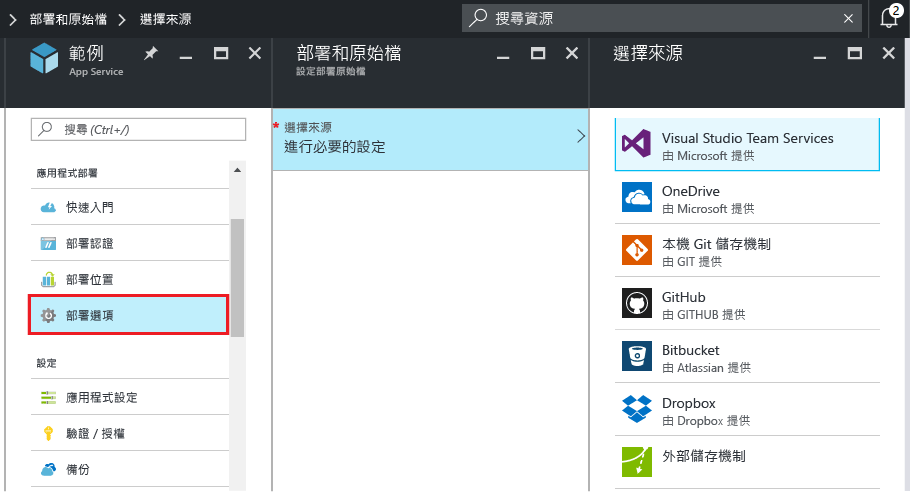 部署和原始檔
選擇來源
搜尋資源
2
範例
App Service
搜尋 (Ctrl+/)
應用程式部署
快速入門
部署認證
部署位置
部署選項
設定
應用程式設定
驗證 / 授權
備份
部署和原始檔
設定部署原始檔
* 選擇來源
進行必要的設定
選擇來源
Visual Studio Team Services
由 Microsoft 提供
OneDrive
由 Microsoft 提供
本機 Git 儲存機制
由 GIT 提供
GitHub
由 GITHUB 提供
Bitbucket
由 Atlassian 提供
Dropbox
由 Dropbox 提供
外部儲存機制